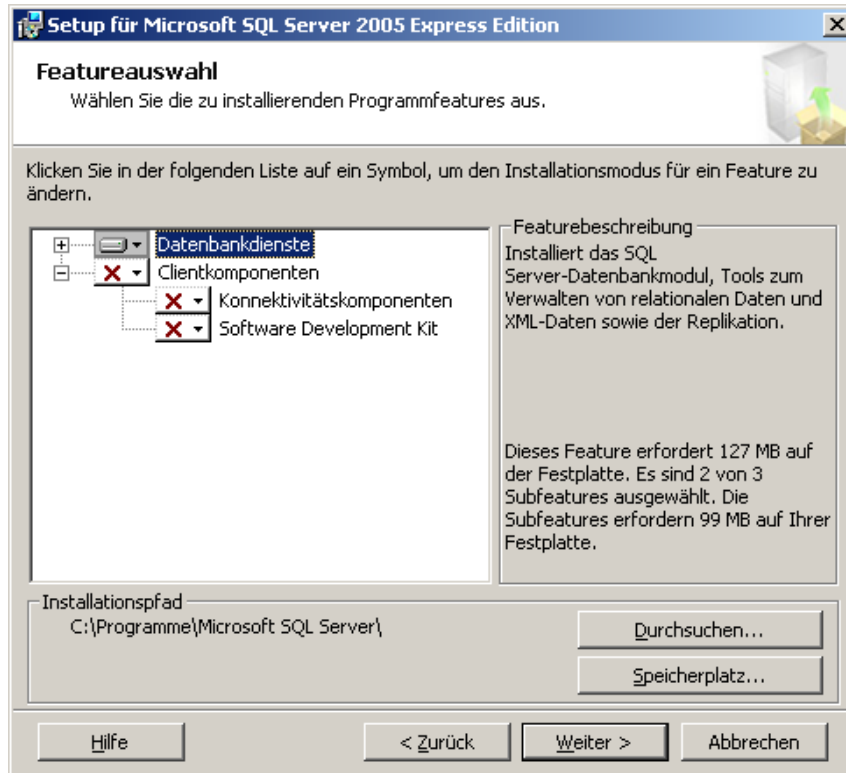 Setup für Microsoft SQL Server 2005 Express Edition
Featureauswahl
Wählen Sie die zu installierenden Programmfeatures aus.
Klicken Sie in der folgenden Liste auf ein Symbol, um den Installationsmodus für ein Feature zu
ändern.
Datenbankdienste
Clientkomponenten
Konnektivitätskomponenten
Software Development Kit
Featurebeschreibung
Installiert das SQL
Server-Datenbankmodul, Tools zum
Verwalten von relationalen Daten und
XML-Daten sowie der Replikation.
Dieses Feature erfordert 127 MB auf
der Festplatte. Es sind 2 von 3
Subfeatures ausgewählt. Die
Subfeatures erfordern 99 MB auf Ihrer
Festplatte.
Installationspfad
C:\Programme\Microsoft SQL Server\
Durchsuchen...
Speicherplatz...
Hilfe
< Zurück
Weiter >
Abbrechen